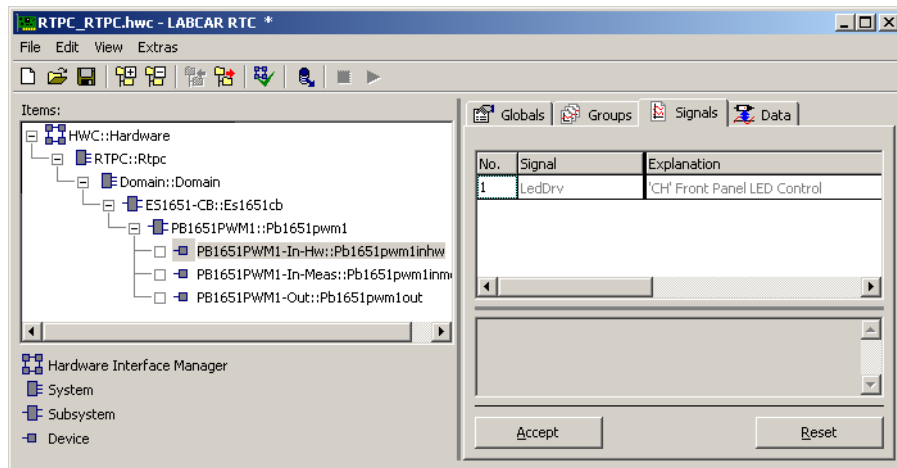 RTPC_RTPC.hwc - LABCAR RTC *
File Edit View Extras
Items:
HWC::Hardware
RTPC::Rtpc
Domain::Domain
ES1651-CB::Es1651cb
PB1651PWM1::Pb1651pwm1
PB1651PWM1-In-Hw::Pb1651pwm1inhw
PB1651PWM1-In-Meas::Pb1651pwm1inm
PB1651PWM1-Out::Pb1651pwm1out
Hardware Interface Manager
System
Subsystem
Device
Globals Groups Signals Data
No. Signal Explanation
1 LedDrv 'CH' Front Panel LED Control
Accept Reset